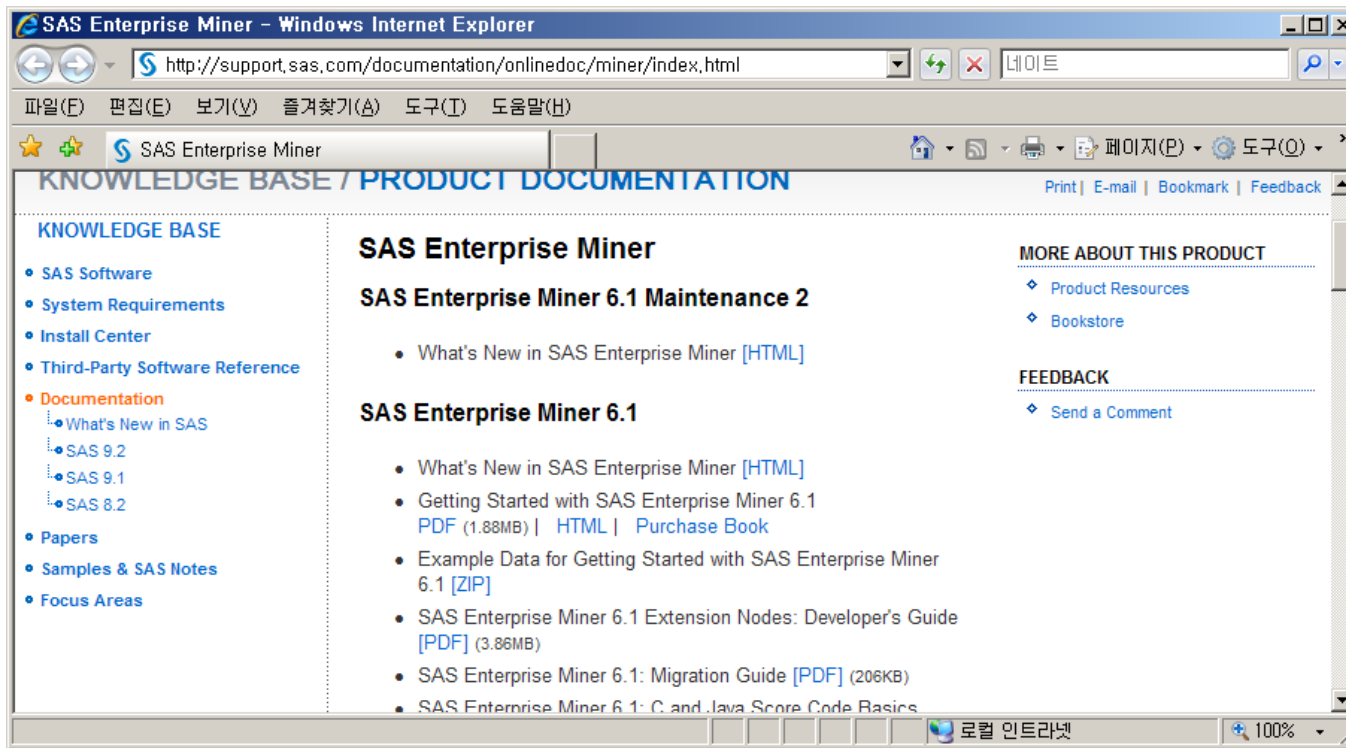 SAS Enterprise Miner - Windows Internet Explorer
http://support.sas.com/documentation/onlinedoc/miner/index.html
네이트
파일(F) 편집(E) 보기(V) 즐겨찾기(A) 도구(T) 도움말(H)
SAS Enterprise Miner
페이지(P) 도구(O)
KNOWLEDGE BASE / PRODUCT DOCUMENTATION
Print | E-mail | Bookmark | Feedback
KNOWLEDGE BASE
SAS Software
System Requirements
Install Center
Third-Party Software Reference
Documentation
What's New in SAS
SAS 9.2
SAS 9.1
SAS 8.2
Papers
Samples & SAS Notes
Focus Areas
SAS Enterprise Miner
SAS Enterprise Miner 6.1 Maintenance 2
What's New in SAS Enterprise Miner [HTML]
SAS Enterprise Miner 6.1
What's New in SAS Enterprise Miner [HTML]
Getting Started with SAS Enterprise Miner 6.1
PDF (1.88MB) | HTML | Purchase Book
Example Data for Getting Started with SAS Enterprise Miner
6.1 [ZIP]
SAS Enterprise Miner 6.1 Extension Nodes: Developer's Guide
[PDF] (3.86MB)
SAS Enterprise Miner 6.1: Migration Guide [PDF] (206KB)
SAS Enterprise Miner 6.1: C and Java Score Code Basics
MORE ABOUT THIS PRODUCT
Product Resources
Bookstore
FEEDBACK
Send a Comment
로컬 인트라넷
100%